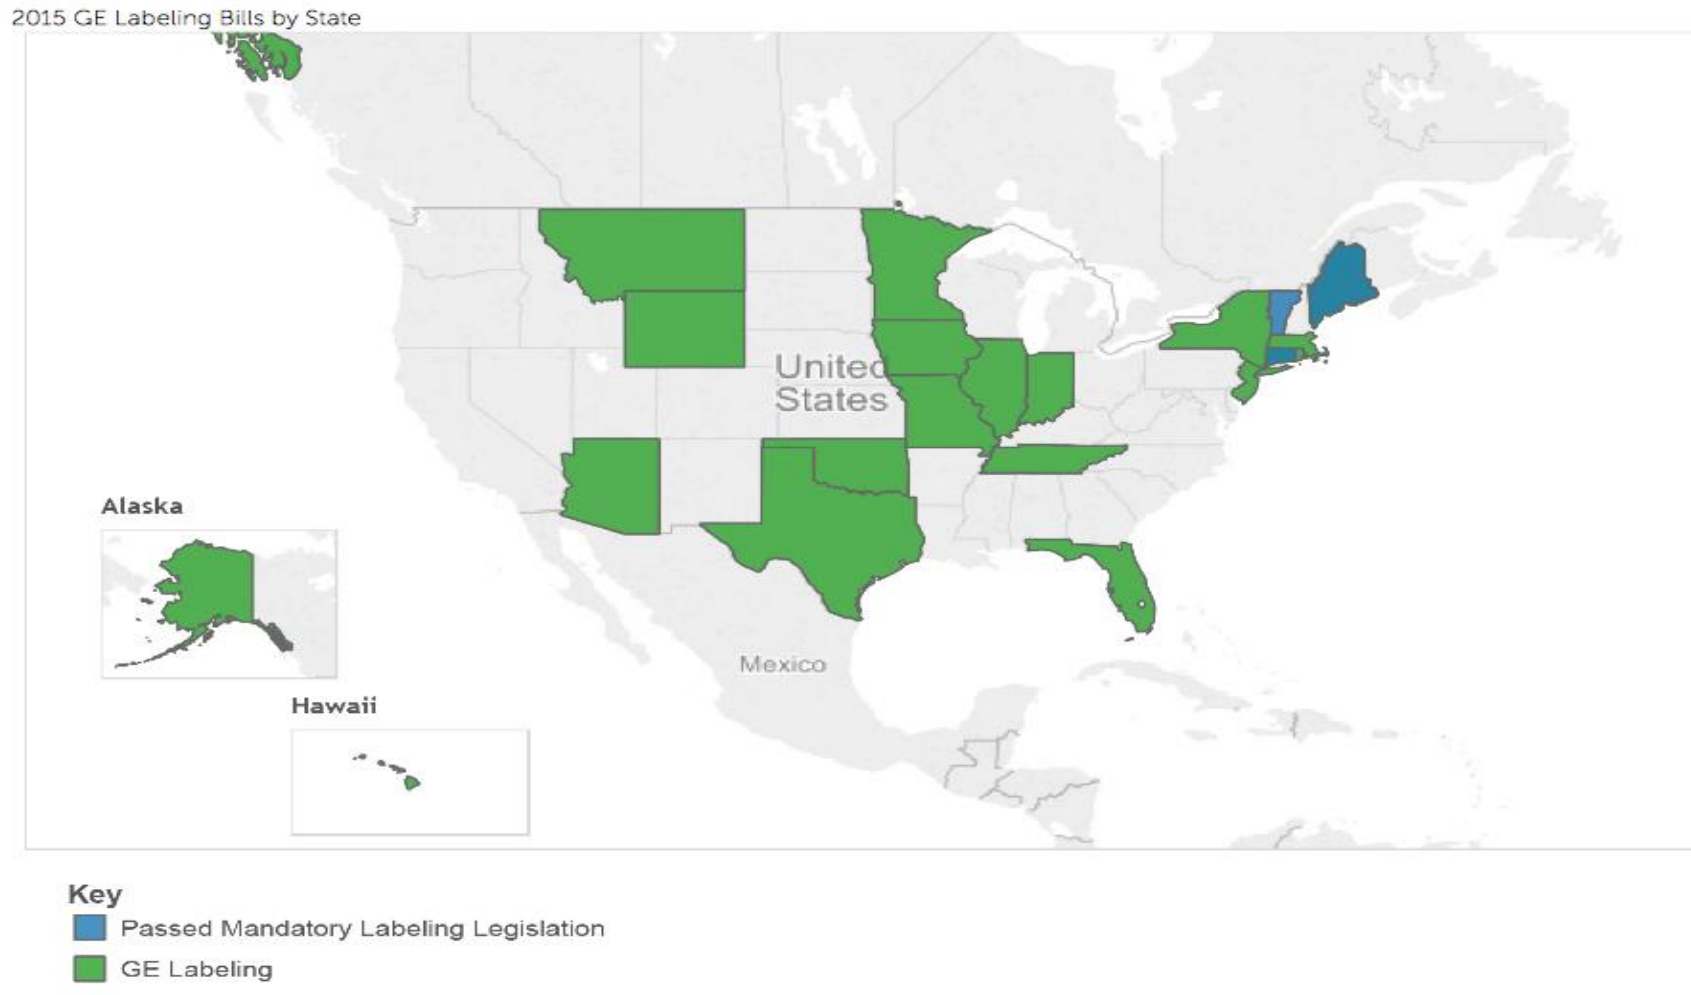 2015 GE Labeling Bills by State
United
States
Alaska
Mexico
Hawaii
Key
Passed Mandatory Labeling Legislation
GE Labeling